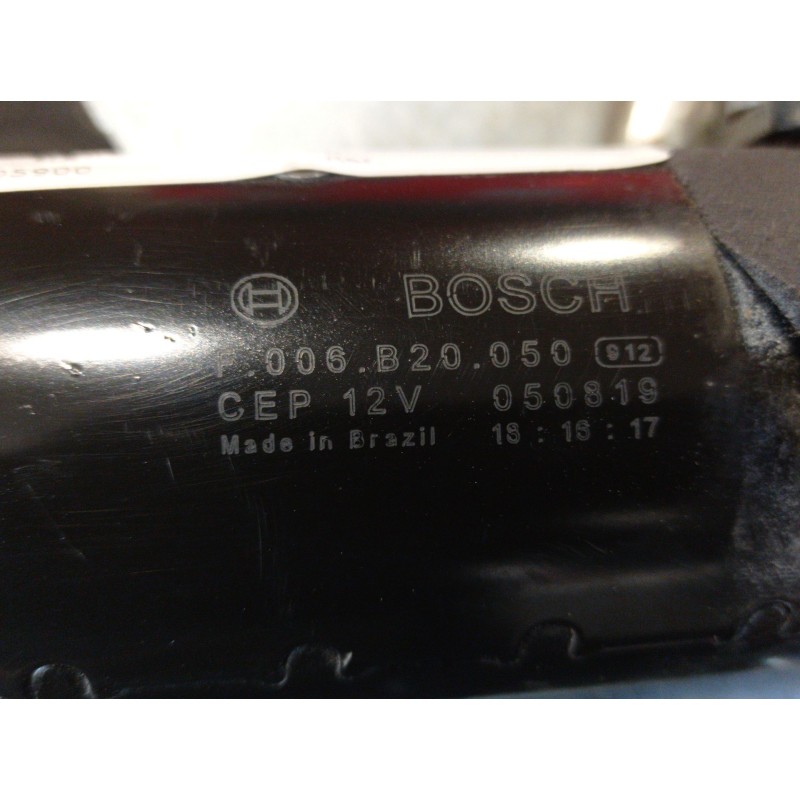 BOSCH
F.006.B20.050 912
CEP 12V 050819
Made in Brazil 18 : 16 : 17